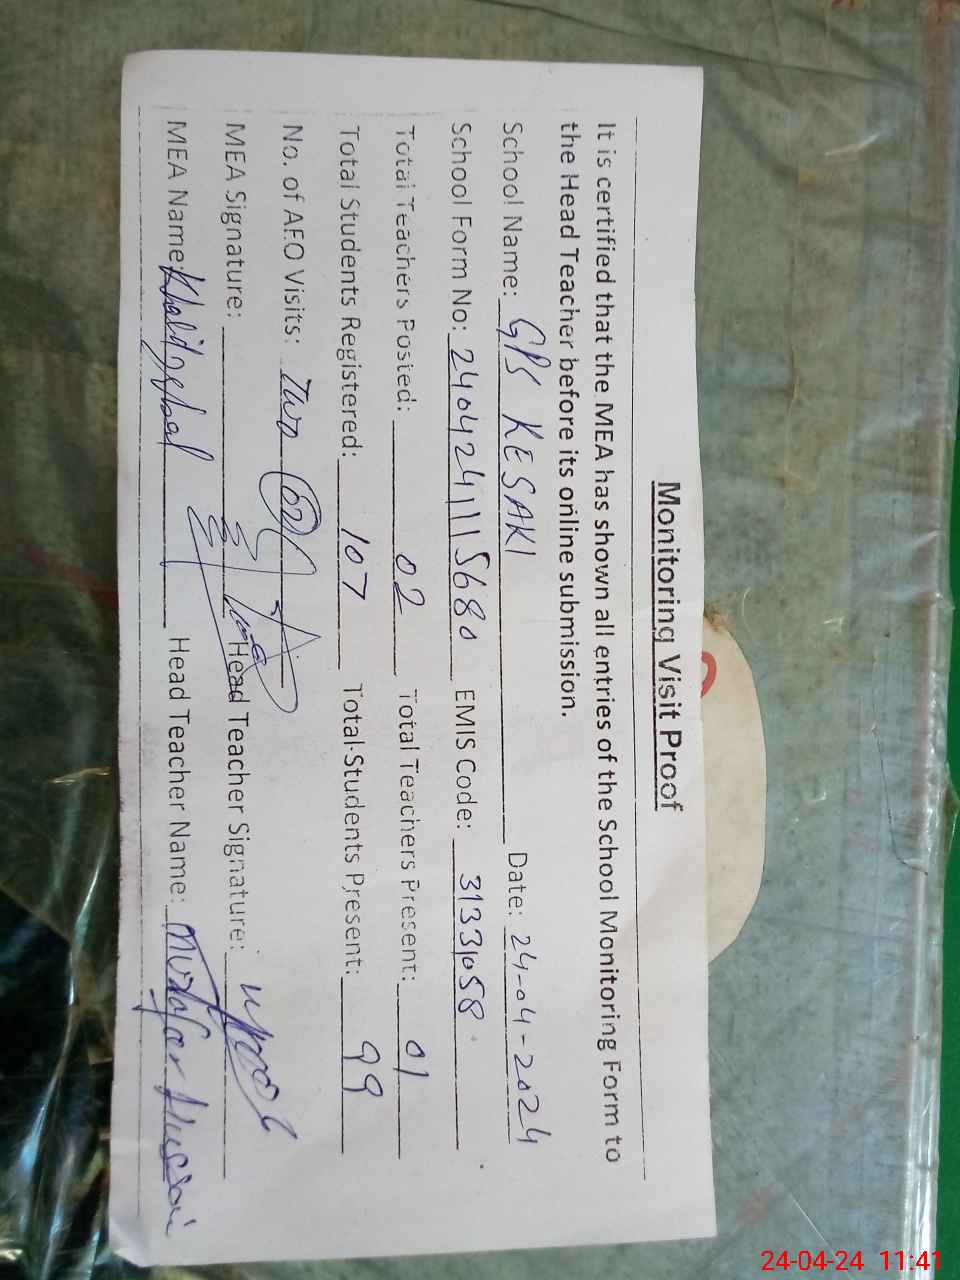 Monitoring Visit Proof
It is certified that the MEA has shown all entries of the School Monitoring Form to
the Head Teacher before its online submission.
School Name: GPS KESAKI Date: 24-04-2024
School Form No: 24042411115680 EMIS Code: 31331058
Total Teachers Posted: 02 Total Teachers Present: 01
Total Students Registered: 107 Total Students Present: 99
No. of AEO Visits: Two 02
MEA Signature: Head Teacher Signature:
MEA Name Khalid Head Teacher Name: Hussain
24-04-24 11:41